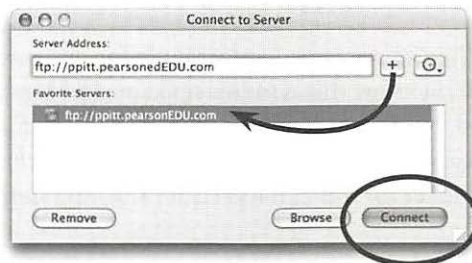 Connect to Server
Server Address:
ftp://ppitt.pearsonedEDU.com
+
Favorite Servers:
ftp://ppitt.pearsonEDU.com
Remove Browse Connect